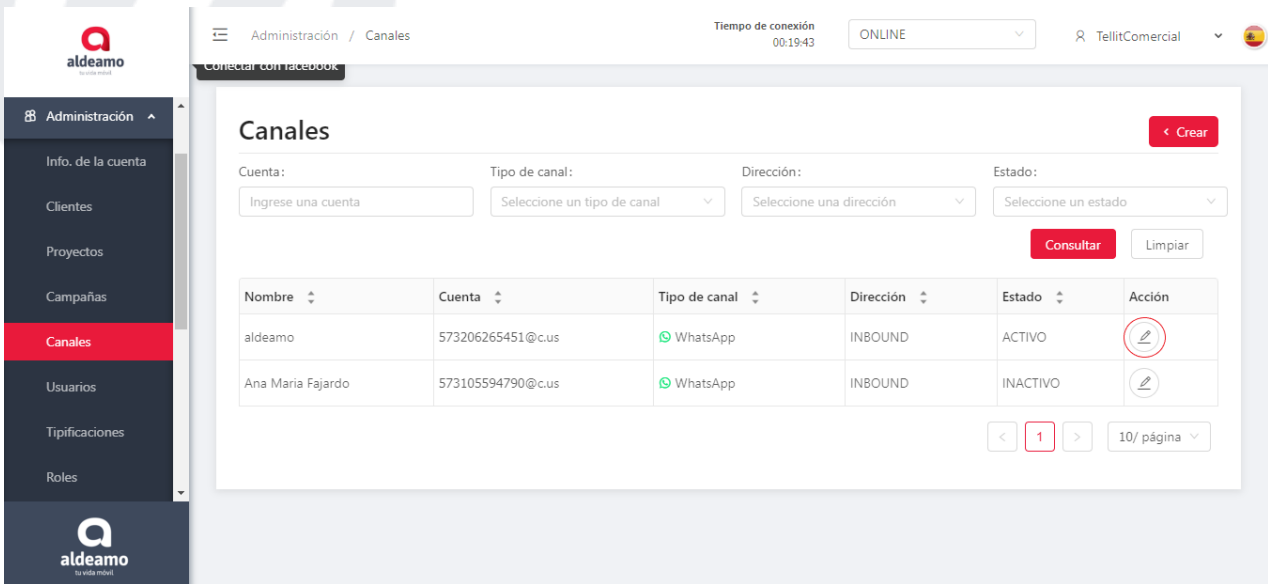 aldeamo
tu vida móvil
Administración / Canales
Tiempo de conexión
00:19:43
ONLINE
TellitComercial
Conectar con facebook
Administración
Info. de la cuenta
Clientes
Proyectos
Campañas
Canales
Usuarios
Tipificaciones
Roles
aldeamo
tu vida móvil
Canales
< Crear
Cuenta: Tipo de canal: Dirección: Estado:
Ingrese una cuenta Seleccione un tipo de canal Seleccione una dirección Seleccione un estado
Consultar Limpiar
Nombre Cuenta Tipo de canal Dirección Estado Acción
aldeamo 573206265451@c.us WhatsApp INBOUND ACTIVO
Ana Maria Fajardo 573105594790@c.us WhatsApp INBOUND INACTIVO
< 1 > 10/ página